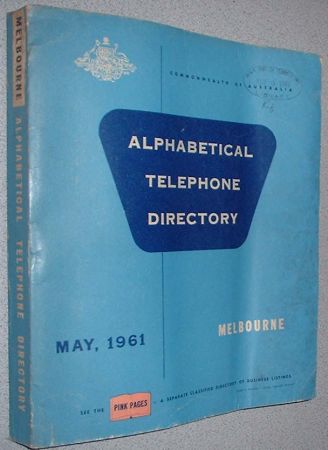 MELBOURNE ALPHABETICAL TELEPHONE DIRECTORY
COMMONWEALTH OF AUSTRALIA
ALPHABETICAL
TELEPHONE
DIRECTORY
MELBOURNE
MAY, 1961
SEE THE PINK PAGES – A SEPARATE CLASSIFIED DIRECTORY OF BUSINESS LISTINGS